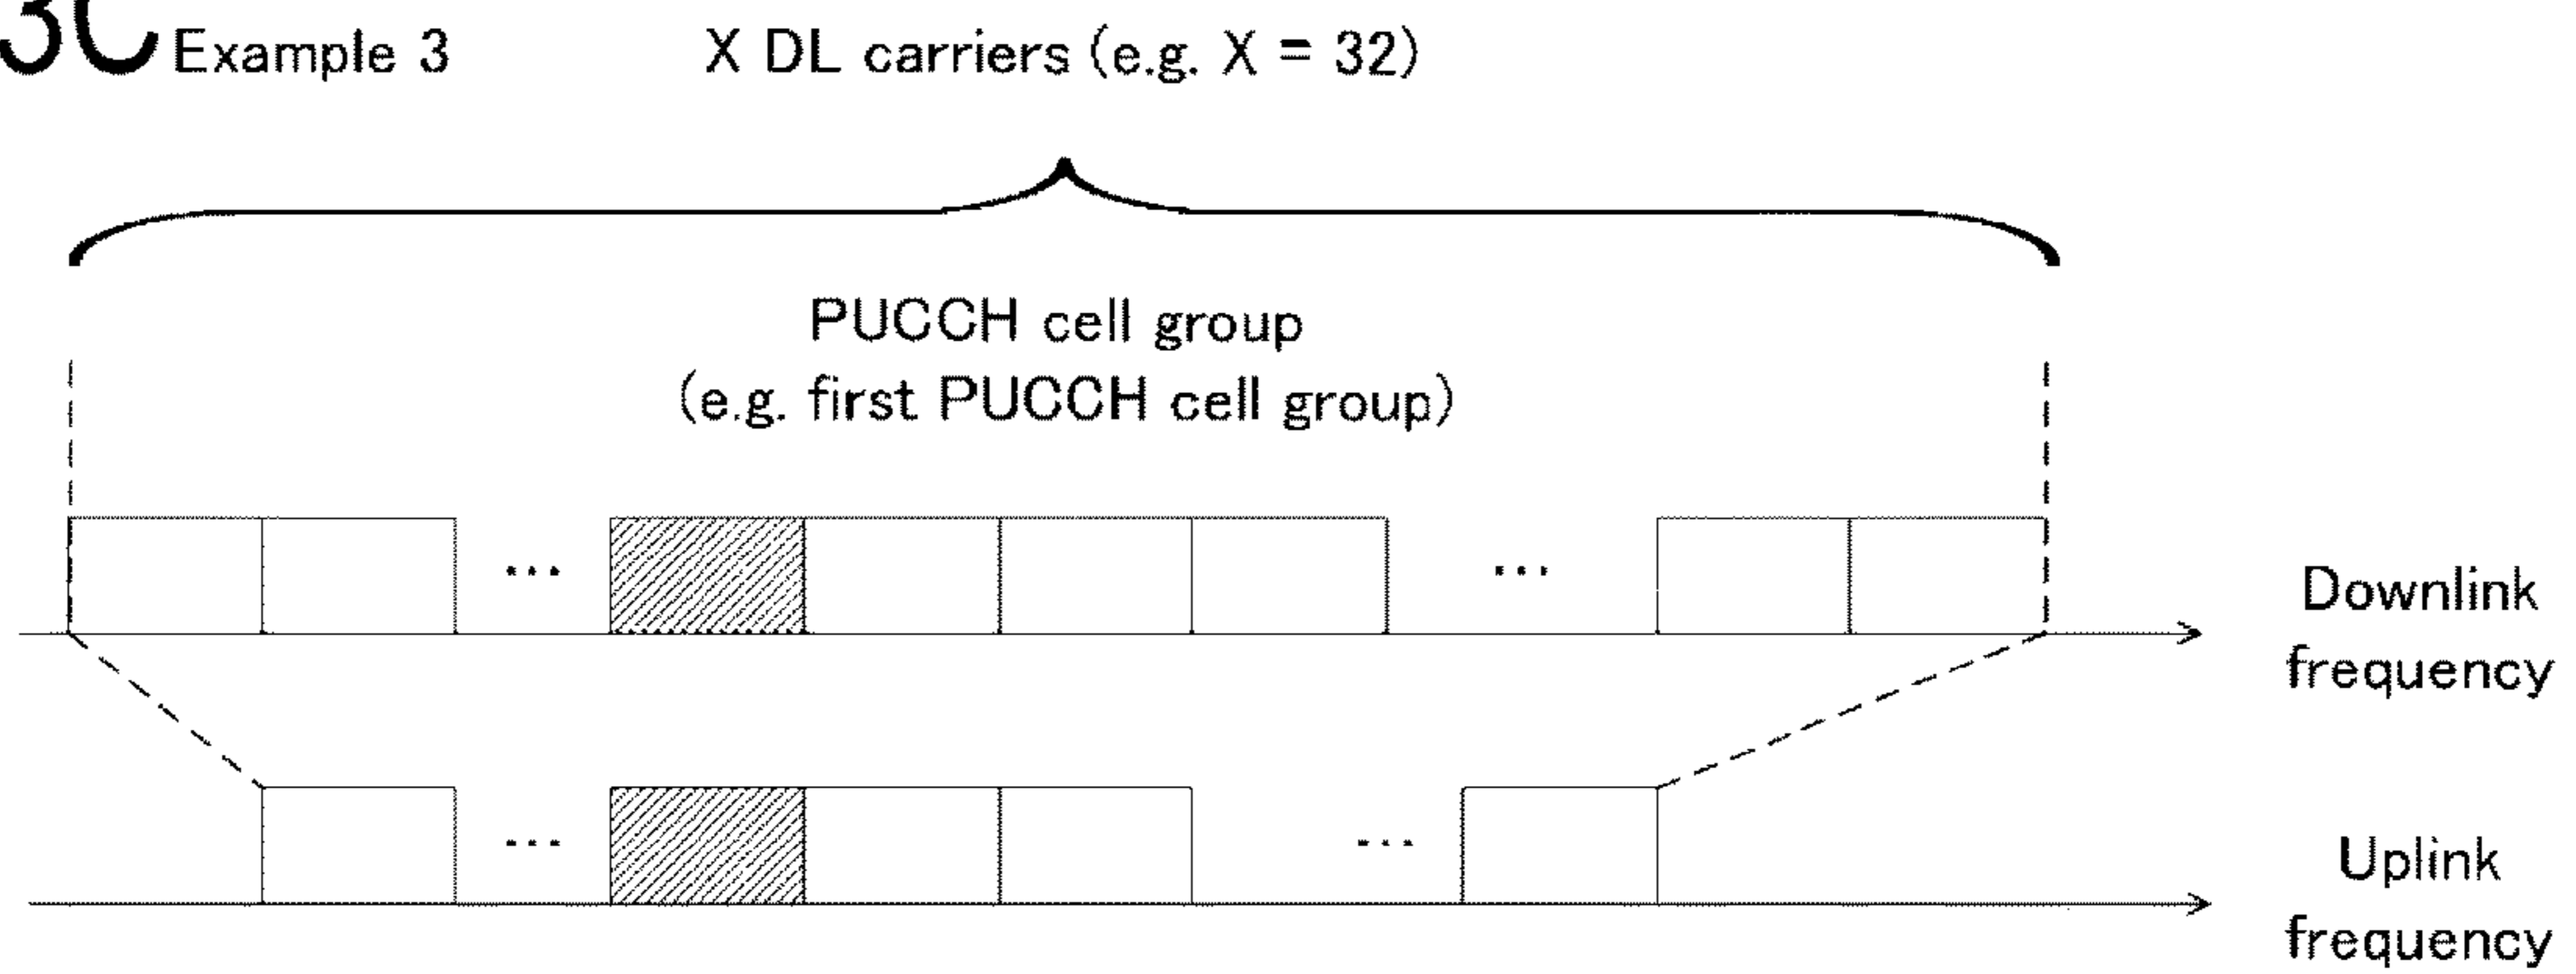 3C Example 3 X DL carriers (e.g. X = 32)
PUCCH cell group
(e.g. first PUCCH cell group)
...
...
Downlink
frequency
...
...
Uplink
frequency